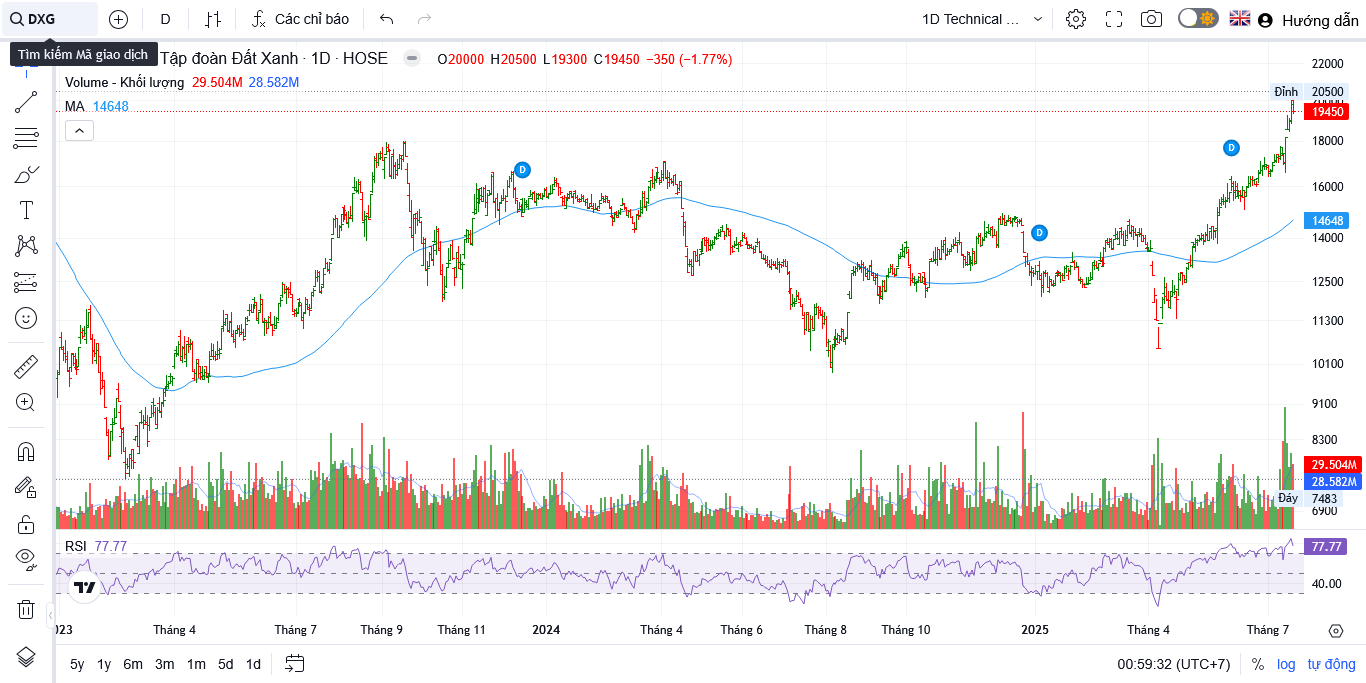 DXG
D
Các chỉ báo
1D Technical ...
Hướng dẫn
Tìm kiếm Mã giao dịch
Tập đoàn Đất Xanh · 1D · HOSE
O20000 H20500 L19300 C19450 −350 (−1.77%)
Volume - Khối lượng 29.504M 28.582M
MA 14648
22000
Đỉnh 20500
19450
18000
16000
14648
14000
12500
11300
10100
9100
8300
29.504M
28.582M
Đáy 7483
6900
D
D
D
RSI 77.77
77.77
40.00
Tháng 4
Tháng 7
Tháng 9
Tháng 11
2024
Tháng 4
Tháng 6
Tháng 8
Tháng 10
2025
Tháng 4
Tháng 7
5y 1y 6m 3m 1m 5d 1d
00:59:32 (UTC+7)
% log tự động